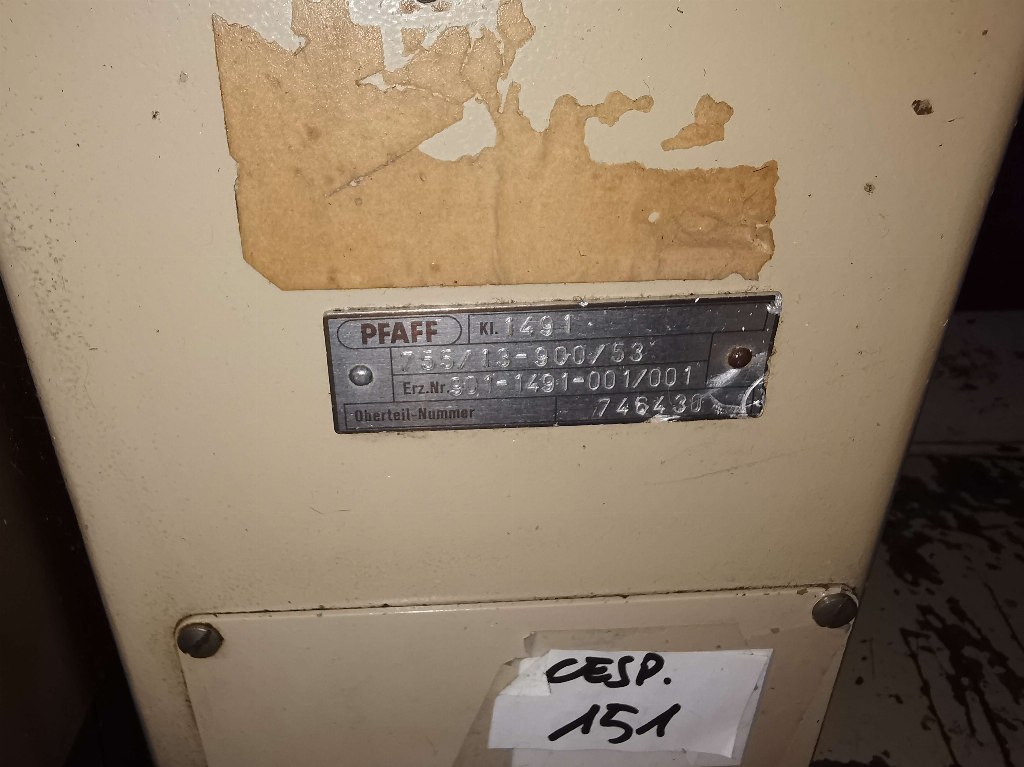 PFAFF Kl. 1491
755/13-900/53
Erz.Nr. 901-1491-001/001
Oberteil-Nummer 746430
CESP.
151